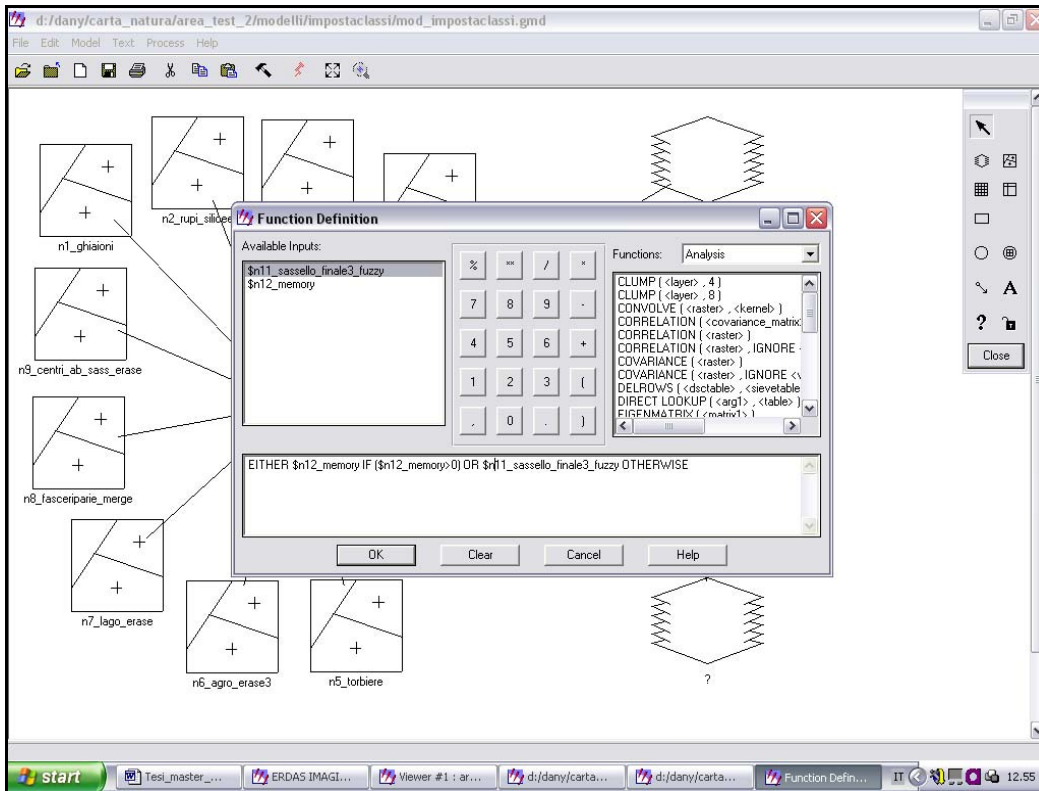 d:/dany/carta_natura/area_test_2/modelli/impostaclassi/mod_impostaclassi.gmd
File Edit Model Text Process Help
n1_ghiaioni
n2_rupi_silicee
Function Definition
Available Inputs:
$n11_sassello_finale3_fuzzy
$n12_memory
% ** / *
7 8 9 -
4 5 6 +
1 2 3 (
, 0 . )
Functions: Analysis
CLUMP ( <layer> , 4 )
CLUMP ( <layer> , 8 )
CONVOLVE ( <raster> , <kernel> )
CORRELATION ( <covariance_matrix
CORRELATION ( <raster> )
CORRELATION ( <raster> , IGNORE <
COVARIANCE ( <raster> )
COVARIANCE ( <raster> , IGNORE <v
DELROWS ( <dsctable> , <sievetable
DIRECT LOOKUP ( <arg1> , <table> )
EIGENMATRIX ( <matrix1> )
EITHER $n12_memory IF ($n12_memory>0) OR $n11_sassello_finale3_fuzzy OTHERWISE
OK Clear Cancel Help
A
?
Close
n9_centri_ab_sass_erase
n8_fasceriparie_merge
n7_lago_erase
n6_agro_erase3
n5_torbiere
?
start
Tesi_master_...
ERDAS IMAGI...
Viewer #1 : ar...
d:/dany/carta...
d:/dany/carta...
Function Defin...
IT
12.55